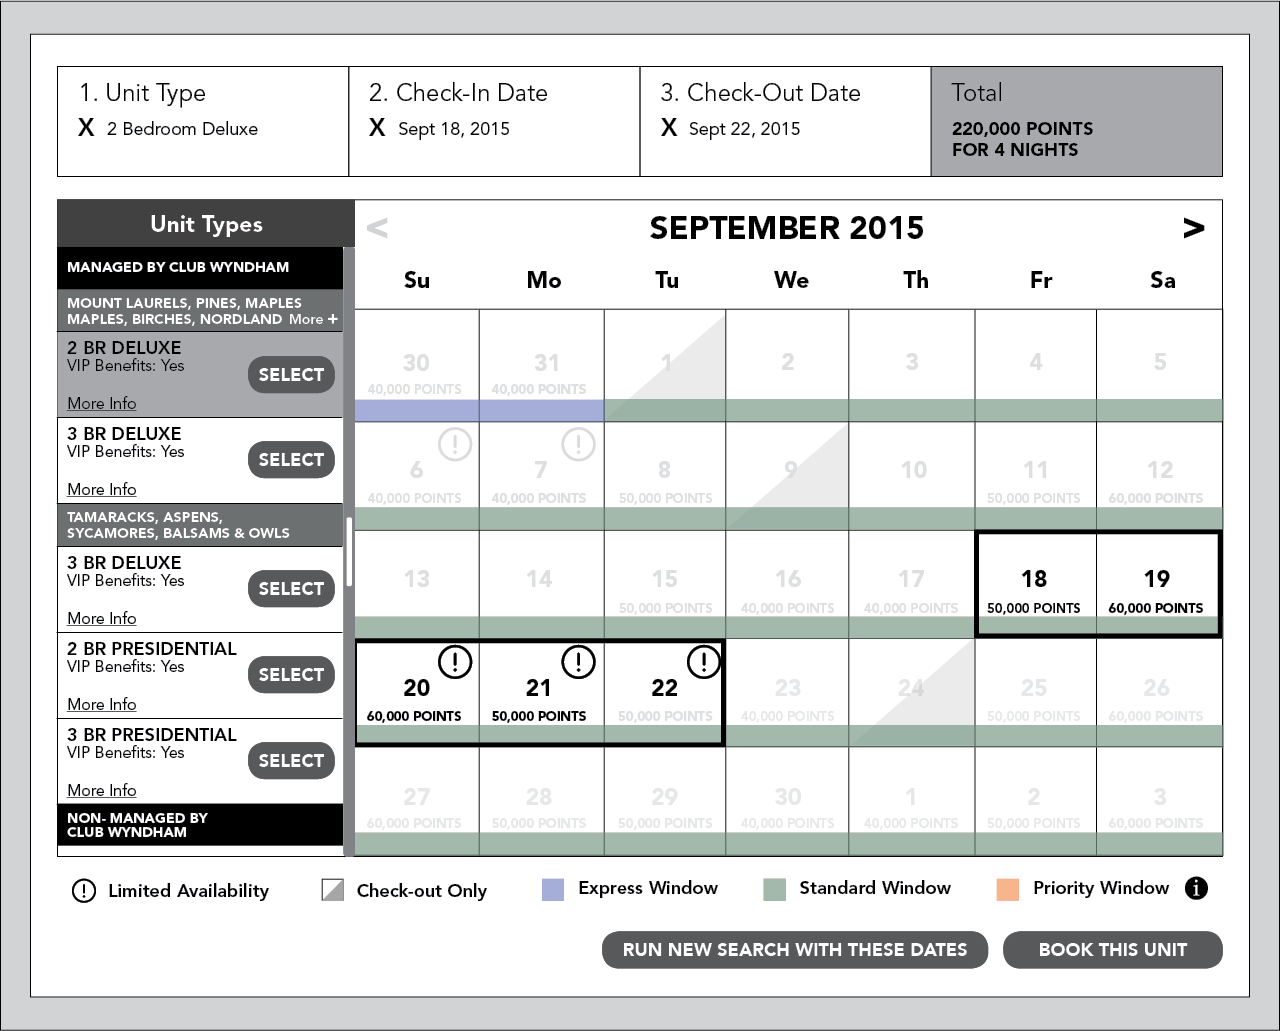 1. Unit Type
X 2 Bedroom Deluxe
2. Check-In Date
X Sept 18, 2015
3. Check-Out Date
X Sept 22, 2015
Total
220,000 POINTS
FOR 4 NIGHTS
Unit Types
MANAGED BY CLUB WYNDHAM
MOUNT LAURELS, PINES, MAPLES
MAPLES, BIRCHES, NORDLAND More +
2 BR DELUXE
VIP Benefits: Yes
SELECT
More Info
3 BR DELUXE
VIP Benefits: Yes
SELECT
More Info
TAMARACKS, ASPENS,
SYCAMORES, BALSAMS & OWLS
3 BR DELUXE
VIP Benefits: Yes
SELECT
More Info
2 BR PRESIDENTIAL
VIP Benefits: Yes
SELECT
More Info
3 BR PRESIDENTIAL
VIP Benefits: Yes
SELECT
More Info
NON- MANAGED BY
CLUB WYNDHAM
< SEPTEMBER 2015 >
Su Mo Tu We Th Fr Sa
30 31 1 2 3 4 5
40,000 POINTS 40,000 POINTS
! !
6 7 8 9 10 11 12
40,000 POINTS 40,000 POINTS 50,000 POINTS 50,000 POINTS 60,000 POINTS
13 14 15 16 17 18 19
50,000 POINTS 40,000 POINTS 40,000 POINTS 50,000 POINTS 60,000 POINTS
! ! !
20 21 22 23 24 25 26
60,000 POINTS 50,000 POINTS 50,000 POINTS 40,000 POINTS 50,000 POINTS 60,000 POINTS
27 28 29 30 1 2 3
60,000 POINTS 50,000 POINTS 50,000 POINTS 40,000 POINTS 40,000 POINTS 50,000 POINTS 60,000 POINTS
! Limited Availability Check-out Only Express Window Standard Window Priority Window i
RUN NEW SEARCH WITH THESE DATES BOOK THIS UNIT